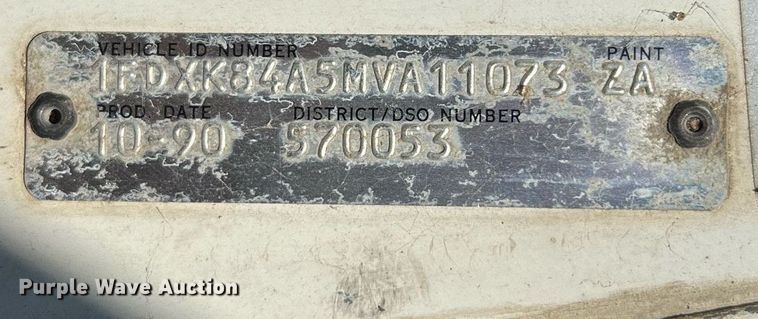 VEHICLE ID NUMBER PAINT
1FDXK84A5MVA11073 ZA
PROD. DATE DISTRICT/DSO NUMBER
10-90 570053
Purple Wave Auction